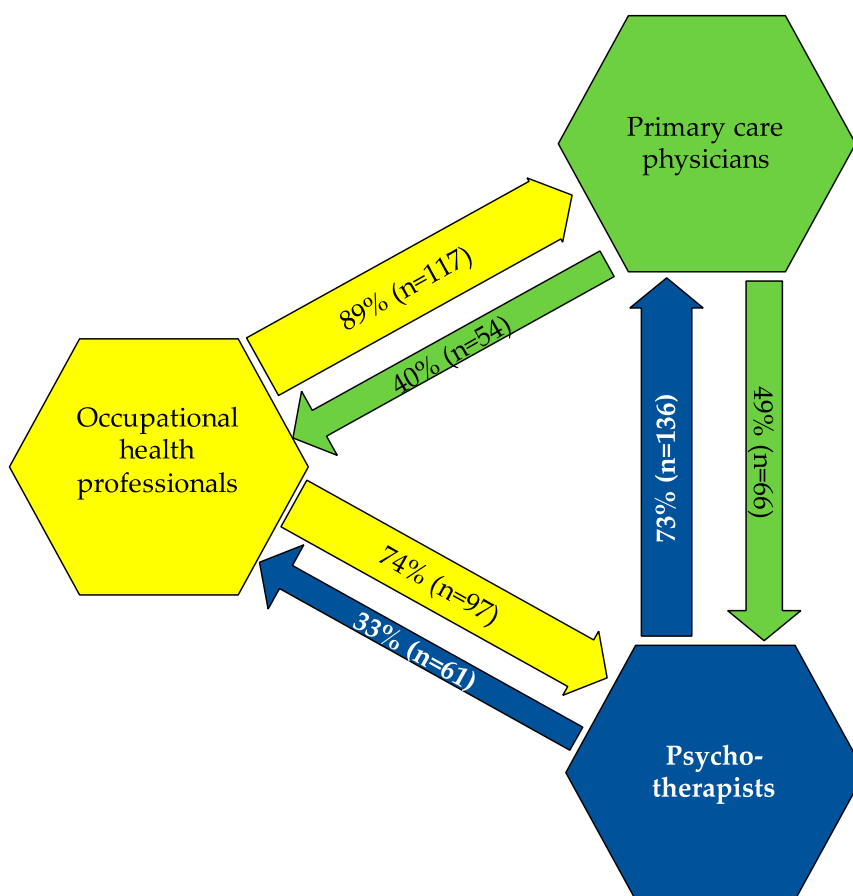 Primary care
physicians
89% (n=117)
40% (n=54)
Occupational
health
professionals
73% (n=136)
49% (n=66)
74% (n=97)
33% (n=61)
Psycho-
therapists